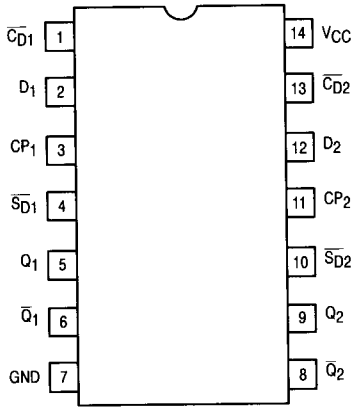 C̅D1 1 14 VCC
D1 2 13 C̅D2
CP1 3 12 D2
S̅D1 4 11 CP2
Q1 5 10 S̅D2
Q̅1 6 9 Q2
GND 7 8 Q̅2